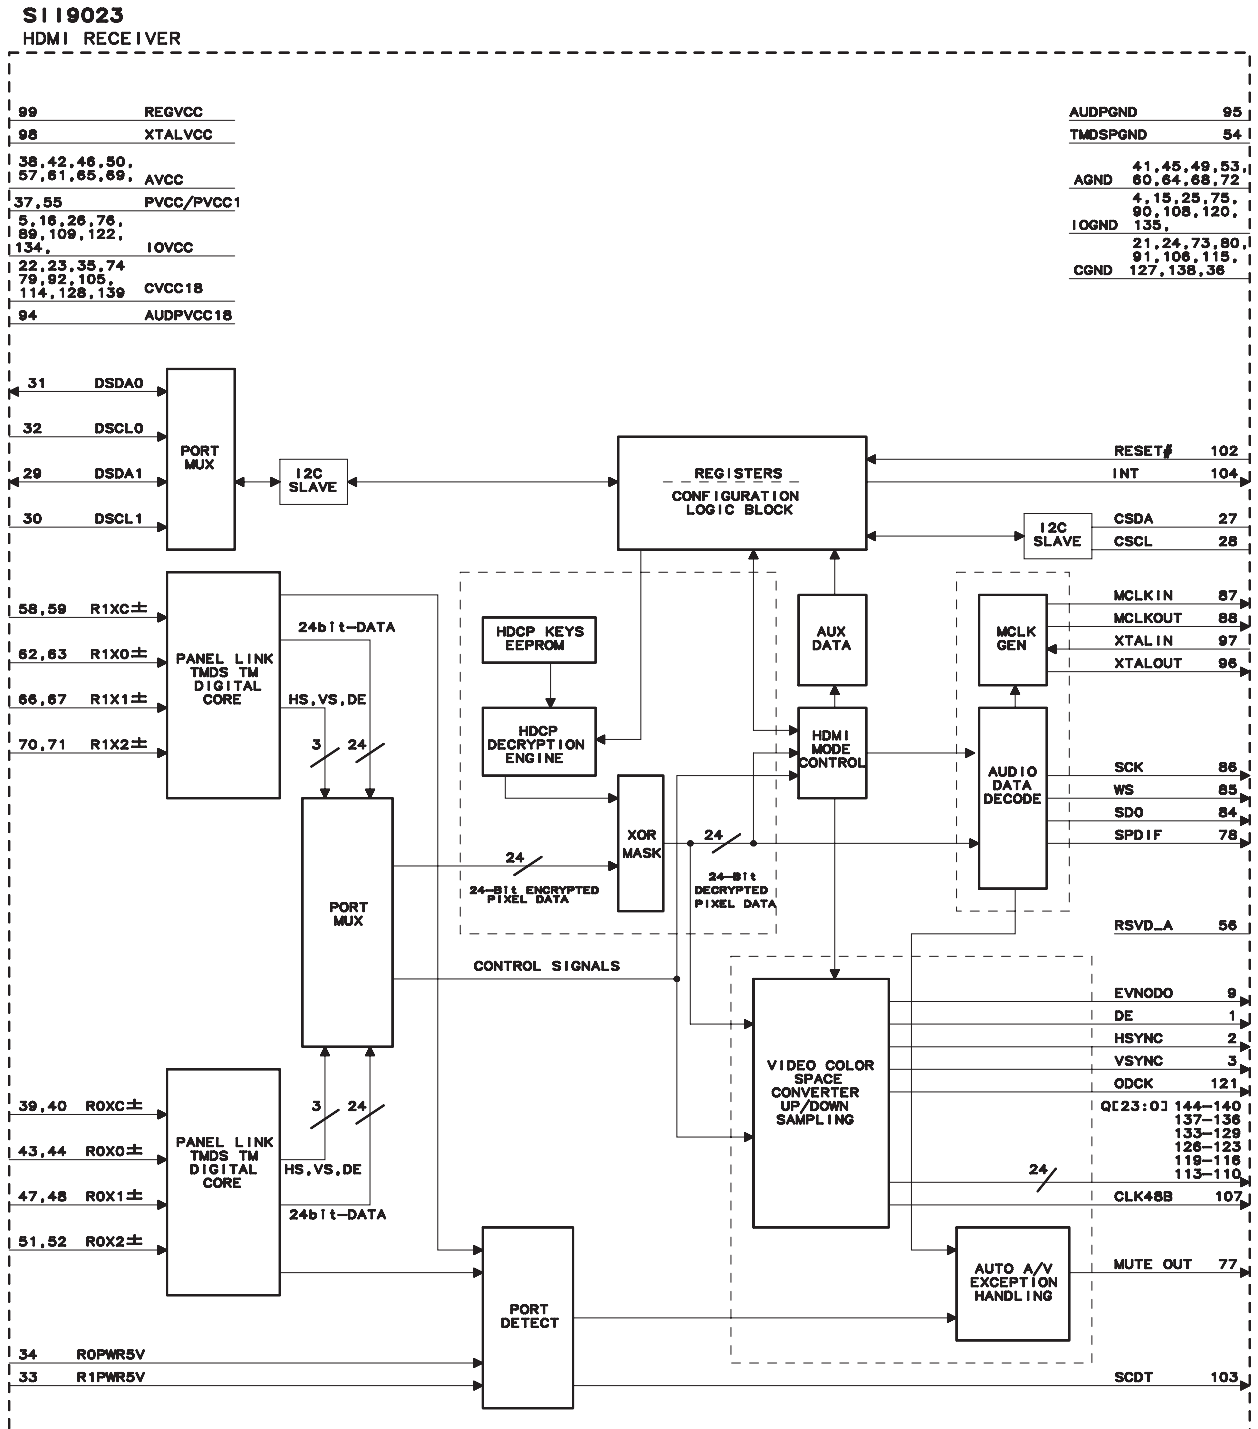 SII9023
HDMI RECEIVER
99 REGVCC
98 XTALVCC
38,42,46,50,
57,61,65,69, AVCC
37,55 PVCC/PVCC1
5,16,26,76,
89,109,122,
134, IOVCC
22,23,35,74
79,92,105,
114,128,139 CVCC18
94 AUDPVCC18
AUDPGND 95
TMDSPGND 54
41,45,49,53,
AGND 60,64,68,72
4,15,25,75,
90,108,120,
IOGND 135,
21,24,73,80,
91,106,115,
CGND 127,138,36
31 DSDA0
32 DSCL0
29 DSDA1
30 DSCL1
PORT
MUX
I2C
SLAVE
REGISTERS
CONFIGURATION
LOGIC BLOCK
RESET# 102
INT 104
I2C
SLAVE
CSDA 27
CSCL 28
58,59 R1XC±
62,63 R1X0±
66,67 R1X1±
70,71 R1X2±
PANEL LINK
TMDS TM
DIGITAL
CORE
24bit-DATA
HS,VS,DE
3 24
HDCP KEYS
EEPROM
HDCP
DECRYPTION
ENGINE
AUX
DATA
HDMI
MODE
CONTROL
MCLK
GEN
MCLKIN 87
MCLKOUT 88
XTALIN 97
XTALOUT 96
AUDIO
DATA
DECODE
SCK 86
WS 85
SD0 84
SPDIF 78
XOR
MASK
24
24-Bit ENCRYPTED
PIXEL DATA
24
24-Bit
DECRYPTED
PIXEL DATA
PORT
MUX
CONTROL SIGNALS
RSVD_A 56
VIDEO COLOR
SPACE
CONVERTER
UP/DOWN
SAMPLING
EVNODD 9
DE 1
HSYNC 2
VSYNC 3
ODCK 121
Q[23:0] 144-140
137-136
133-129
126-123
119-116
113-110
24
CLK48B 107
39,40 R0XC±
43,44 R0X0±
47,48 R0X1±
51,52 R0X2±
PANEL LINK
TMDS TM
DIGITAL
CORE
3 24
HS,VS,DE
24bit-DATA
AUTO A/V
EXCEPTION
HANDLING
MUTE OUT 77
PORT
DETECT
34 R0PWR5V
33 R1PWR5V
SCDT 103